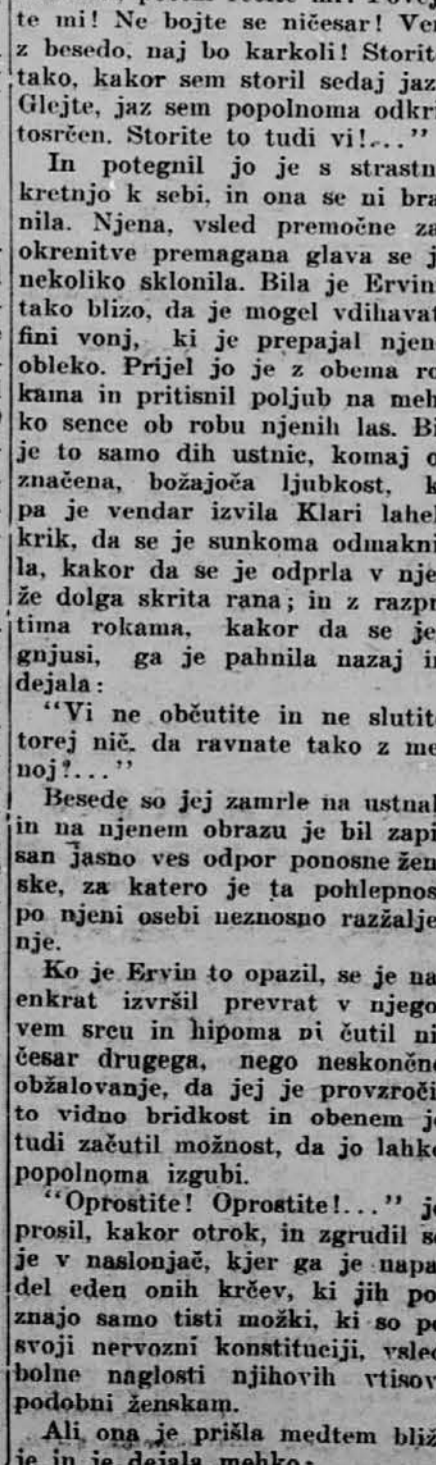 te mi! Ne bojte se ničesar! Ver
z besedo, naj bo karkoli! Storit
tako, kakor sem storil sedaj jaz
Glejte, jaz sem popolnoma odkri
tosrčen. Storite to tudi vi!..."
In potegnil jo je s strastn
kretnjo k sebi, in ona se ni bra
nila. Njena, vsled premočne za
okrenitve premagana glava se j
nekoliko sklonila. Bila je Ervin
tako blizo, da je mogel vdihavat
fini vonj, ki je prepajal njen
obleko. Prijel jo je z obema ro
kama in pritisnil poljub na meh
ko sence ob robu njenih las. Bi
je to samo dih ustnic, komaj o
značena, božajoča ljubkost, k
pa je vendar izvila Klari lahek
krik, da se je sunkoma odmakni
la, kakor da se je odprla v nje
že dolga skrita rana; in z razpr
tima rokama, kakor da se je
gnjusi, ga je pahnila nazaj in
dejala:
"Vi ne občutite in ne slutite
torej nič. da ravnate tako z me
noj?..."
Besede so jej zamrle na ustnah
in na njenem obrazu je bil zapi
san jasno ves odpor ponosne žen
ske, za katero je ta pohlepnos
po njeni osebi neznosno razžalje
nje.
Ko je Ervin to opazil, se je na
enkrat izvršil prevrat v njego
vem srcu in hipoma ni čutil ni
česar drugega, nego neskončno
obžalovanje, da jej je provzroči
to vidno bridkost in obenem je
tudi začutil možnost, da jo lahko
popolnoma izgubi.
"Oprostite! Oprostite!..." je
prosil, kakor otrok, in zgrudil se
je v naslonjač, kjer ga je napa
del eden onih krčev, ki jih po
znajo samo tisti možki, ki so po
svoji nervozni konstituciji, vsled
bolne naglosti njihovih vtisov
podobni ženskam.
Ali ona je prišla medtem bliž
je in je dejala mehko: